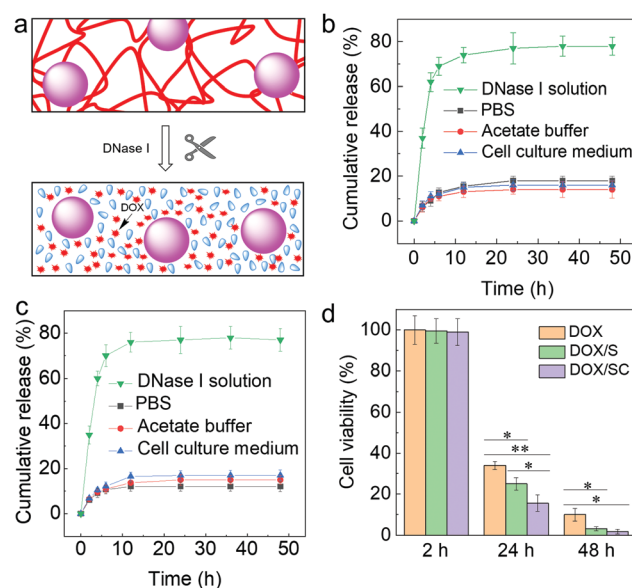 a
DNase I
DOX
b
Cumulative release (%)
80
60
40
20
0
DNase I solution
PBS
Acetate buffer
Cell culture medium
0 10 20 30 40 50
Time (h)
c
Cumulative release (%)
100
80
60
40
20
0
DNase I solution
PBS
Acetate buffer
Cell culture medium
0 10 20 30 40 50
Time (h)
d
Cell viability (%)
100
80
60
40
20
0
DOX
DOX/S
DOX/SC
*
**
*
*
*
2 h 24 h 48 h